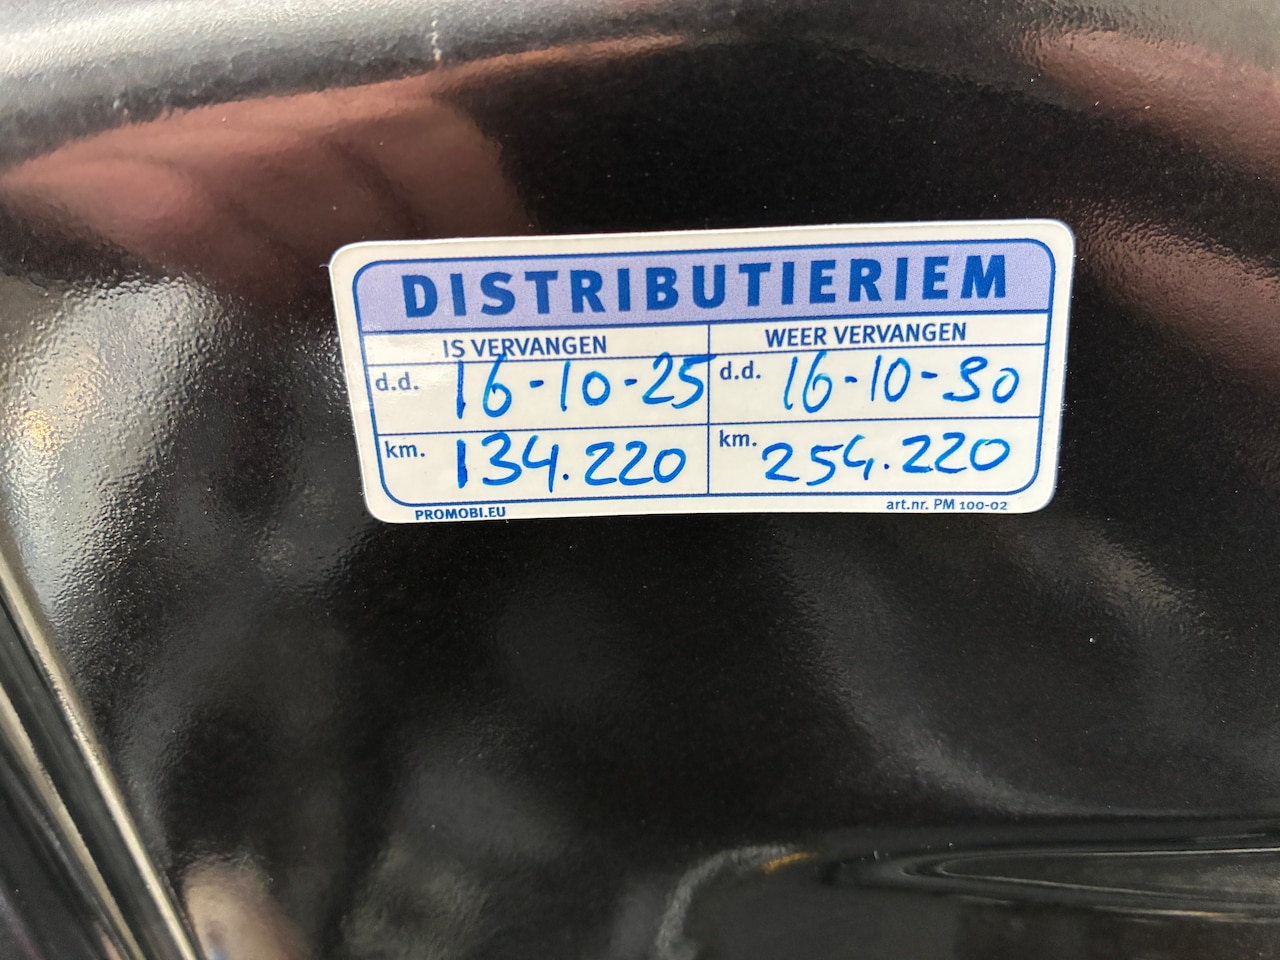 DISTRIBUTIERIEM
IS VERVANGEN WEER VERVANGEN
d.d. 16-10-25 d.d. 16-10-30
km. 134.220 km. 254.220
PROMOBI.EU art.nr. PM 100-02